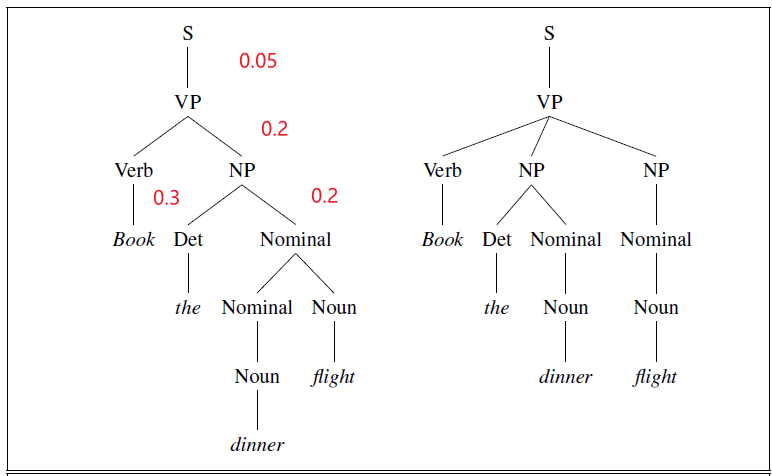 S S
0.05
VP VP
0.2
Verb NP Verb NP NP
0.3 0.2
Book Det Nominal Book Det Nominal Nominal
the Nominal Noun the Noun Noun
Noun flight dinner flight
dinner